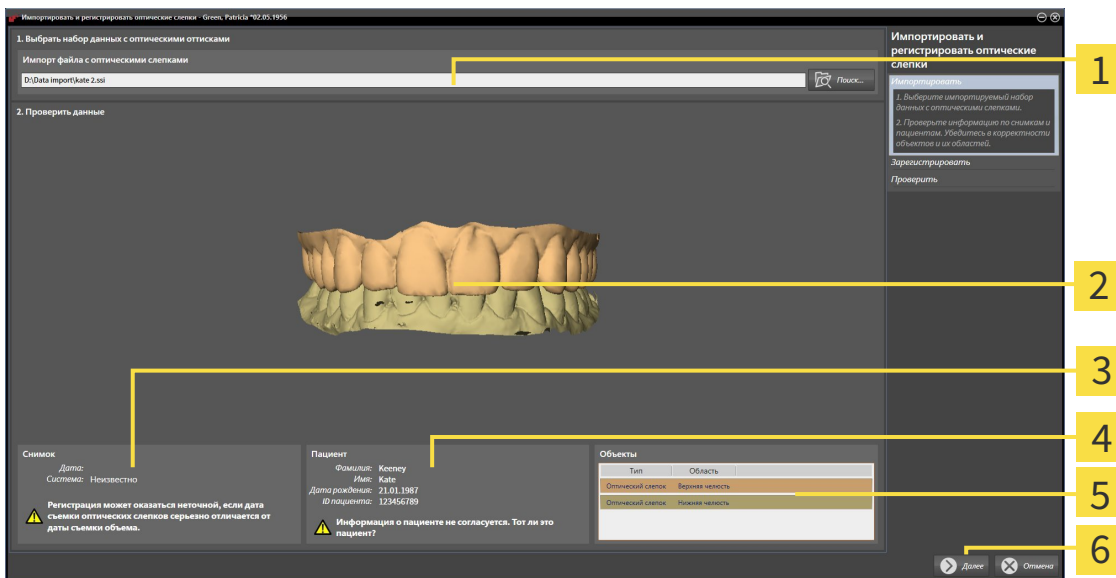 Импортировать и регистрировать оптические слепки - Green, Patricia *02.05.1956
1. Выбрать набор данных с оптическими оттисками
Импорт файла с оптическими слепками
D:\Data import\kate 2.ssi
Поиск...
2. Проверить данные
Снимок
Дата:
Система: Неизвестно
Регистрация может оказаться неточной, если дата
съемки оптических слепков серьезно отличается от
даты съемки объема.
Пациент
Фамилия: Keeney
Имя: Kate
Дата рождения: 21.01.1987
ID пациента: 123456789
Информация о пациенте не согласуется. Тот ли это
пациент?
Объекты
Тип Область
Оптический слепок Верхняя челюсть
Оптический слепок Нижняя челюсть
Импортировать и
регистрировать оптические
слепки
Импортировать
1. Выберите импортируемый набор
данных с оптическими слепками.
2. Проверьте информацию по снимкам и
пациентам. Убедитесь в корректности
объектов и их областей.
Зарегистрировать
Проверить
Далее
Отмена
1
2
3
4
5
6